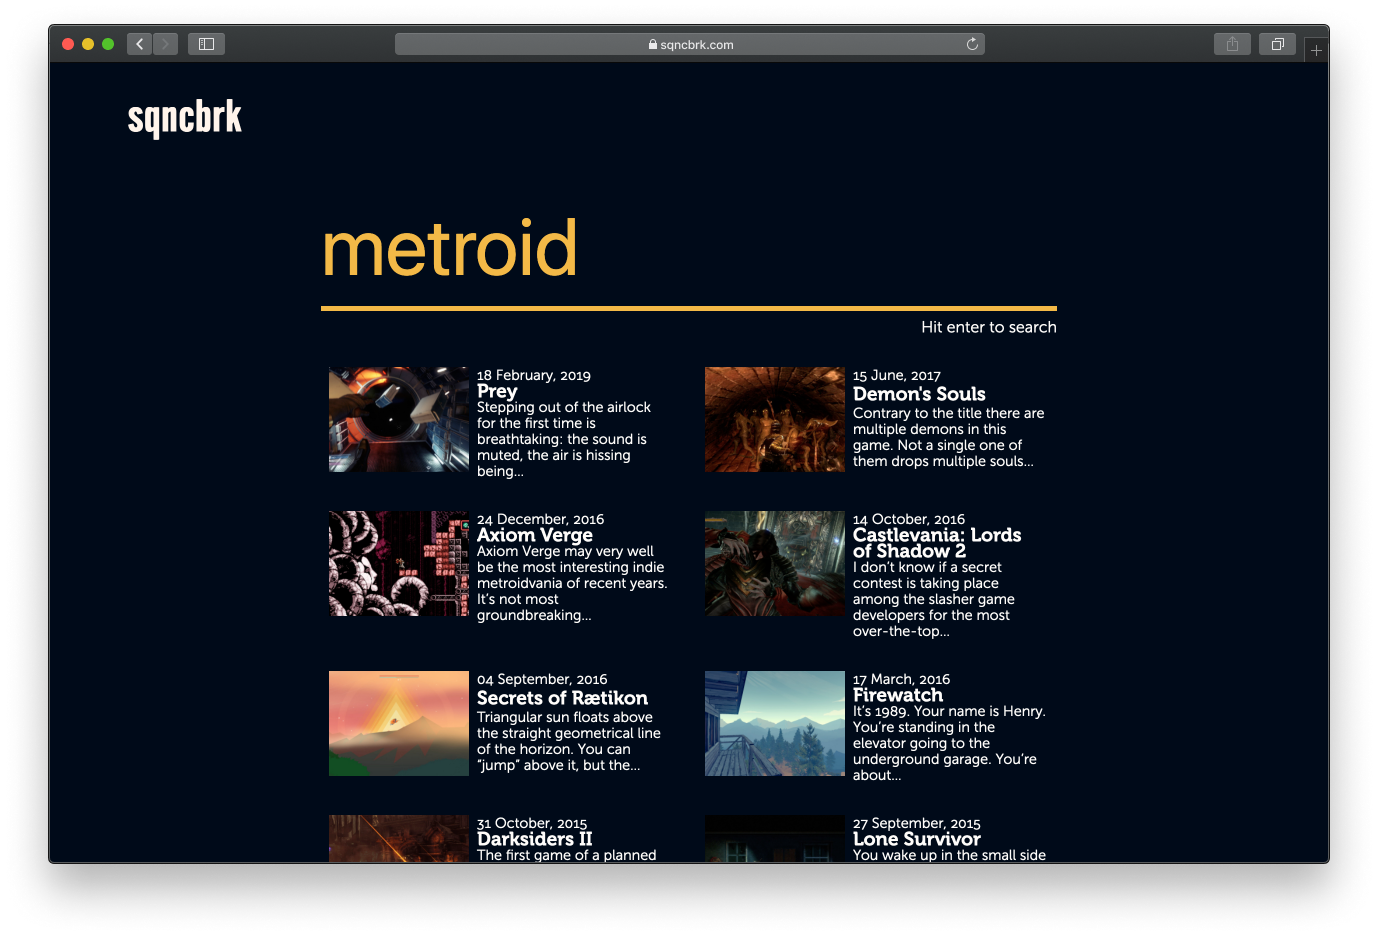 sqncbrk.com
sqncbrk
metroid
Hit enter to search
18 February, 2019
Prey
Stepping out of the airlock
for the first time is
breathtaking: the sound is
muted, the air is hissing
being...
15 June, 2017
Demon's Souls
Contrary to the title there are
multiple demons in this
game. Not a single one of
them drops multiple souls...
24 December, 2016
Axiom Verge
Axiom Verge may very well
be the most interesting indie
metroidvania of recent years.
It’s not most
groundbreaking...
14 October, 2016
Castlevania: Lords
of Shadow 2
I don’t know if a secret
contest is taking place
among the slasher game
developers for the most
over-the-top...
04 September, 2016
Secrets of Rætikon
Triangular sun floats above
the straight geometrical line
of the horizon. You can
“jump” above it, but the...
17 March, 2016
Firewatch
It’s 1989. Your name is Henry.
You’re standing in the
elevator going to the
underground garage. You’re
about...
31 October, 2015
Darksiders II
The first game of a planned
27 September, 2015
Lone Survivor
You wake up in the small side